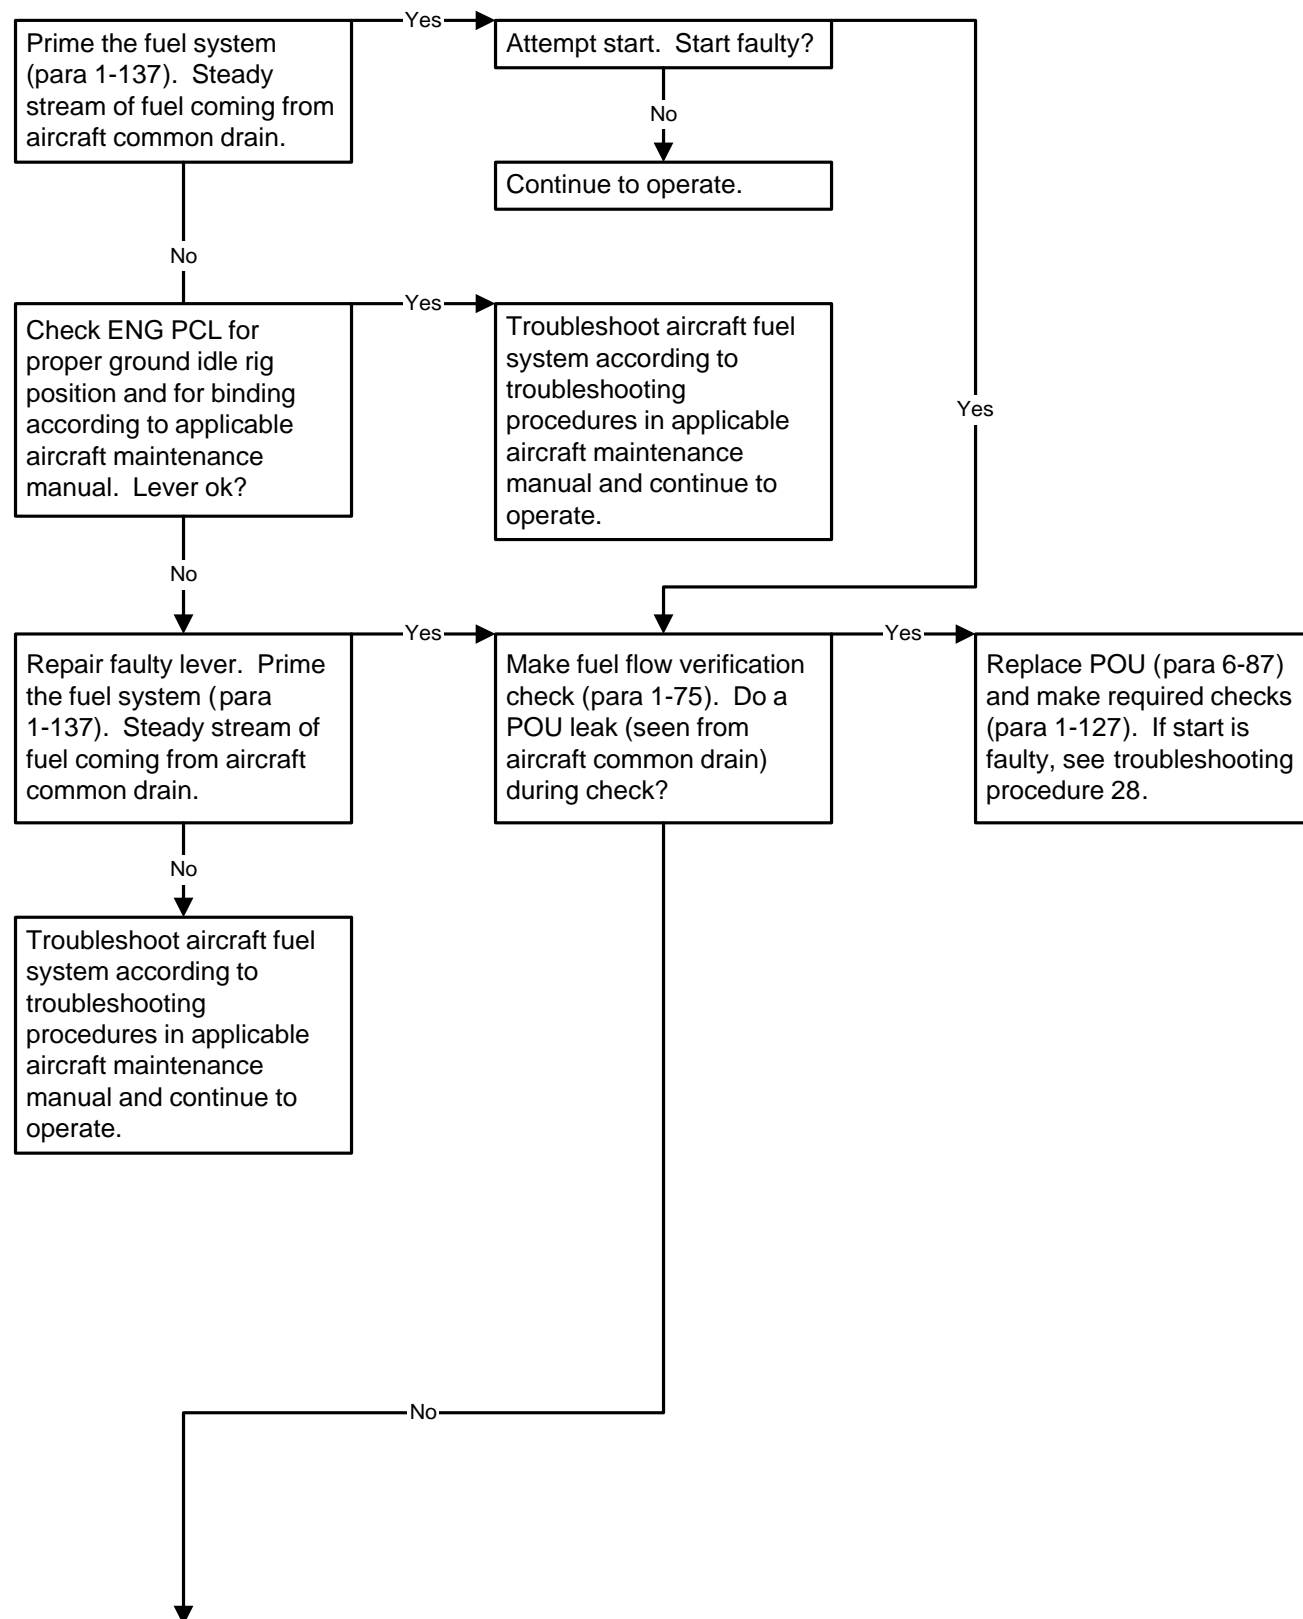 Prime the fuel system
(para 1-137).  Steady
stream of fuel coming from
aircraft common drain.
Yes
Attempt start.  Start faulty?
No
Continue to operate.
No
Check ENG PCL for
proper ground idle rig
position and for binding
according to applicable
aircraft maintenance
manual.  Lever ok?
Yes
Troubleshoot aircraft fuel
system according to
troubleshooting
procedures in applicable
aircraft maintenance
manual and continue to
operate.
Yes
No
Repair faulty lever.  Prime
the fuel system (para
1-137).  Steady stream of
fuel coming from aircraft
common drain.
Yes
Make fuel flow verification
check (para 1-75).  Do a
POU leak (seen from
aircraft common drain)
during check?
Yes
Replace POU (para 6-87)
and make required checks
(para 1-127).  If start is
faulty, see troubleshooting
procedure 28.
No
Troubleshoot aircraft fuel
system according to
troubleshooting
procedures in applicable
aircraft maintenance
manual and continue to
operate.
No